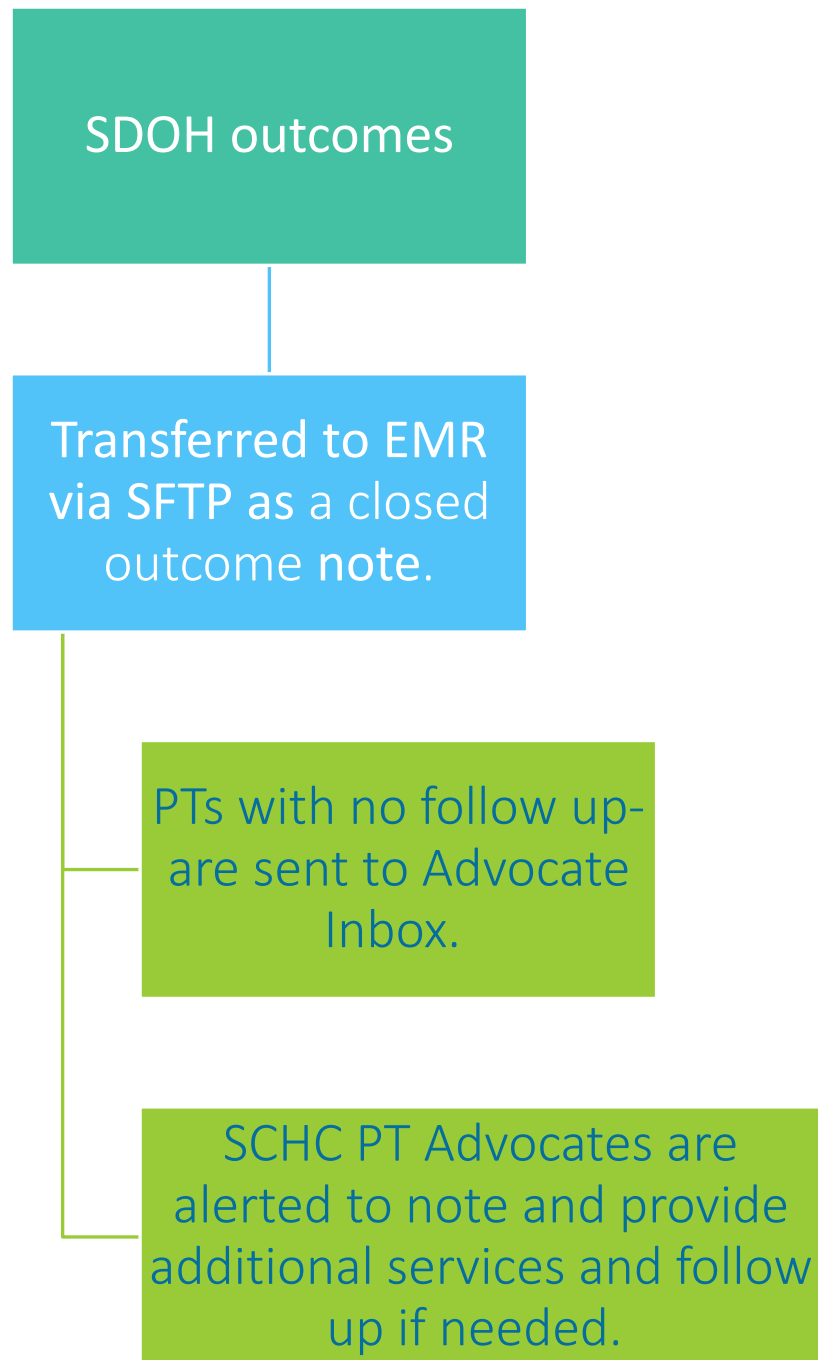 SDOH outcomes
Transferred to EMR
via SFTP as a closed
outcome note.
PTs with no follow up-
are sent to Advocate
Inbox.
SCHC PT Advocates are
alerted to note and provide
additional services and follow
up if needed.